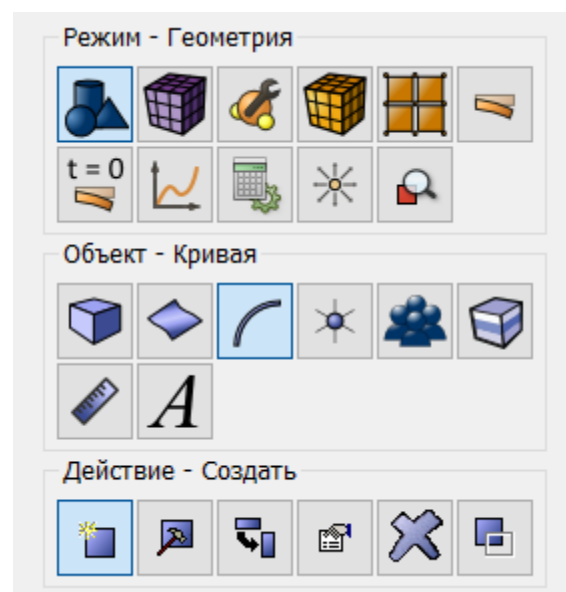 Режим - Геометрия
t = 0
Объект - Кривая
A
Действие - Создать